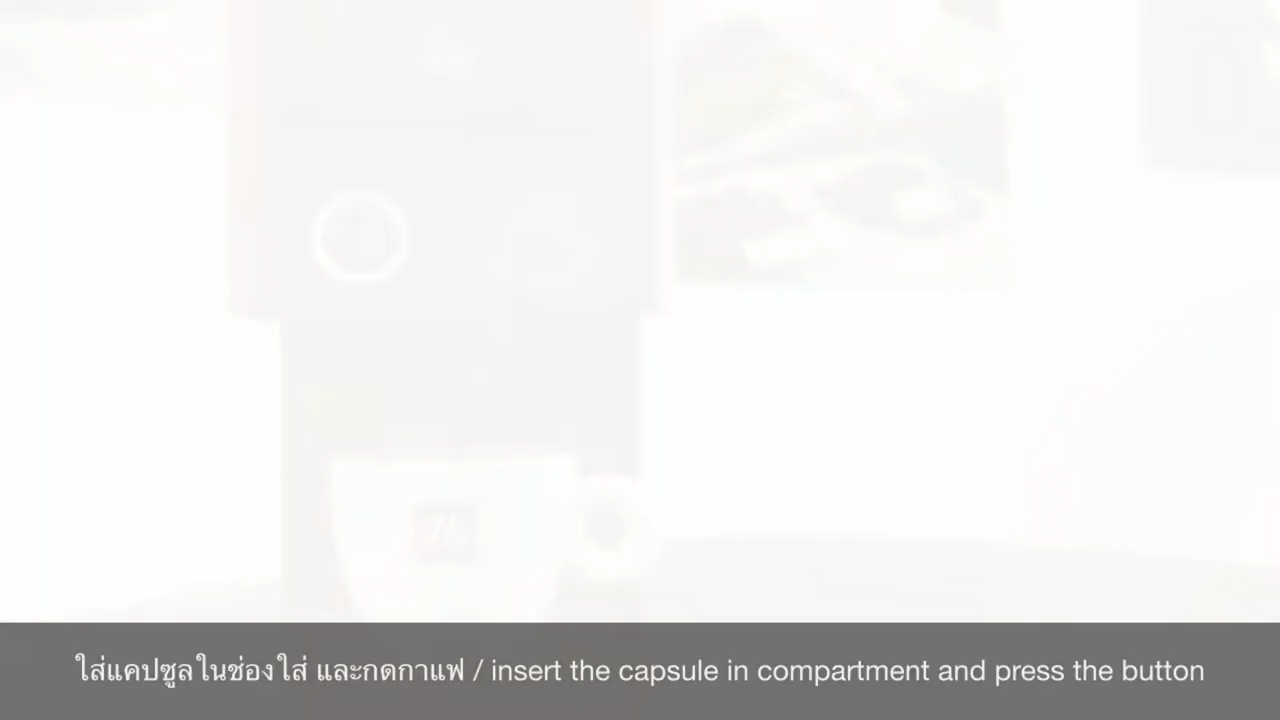 ใส่แคปซูลในช่องใส่ และกดกาแฟ / insert the capsule in compartment and press the button